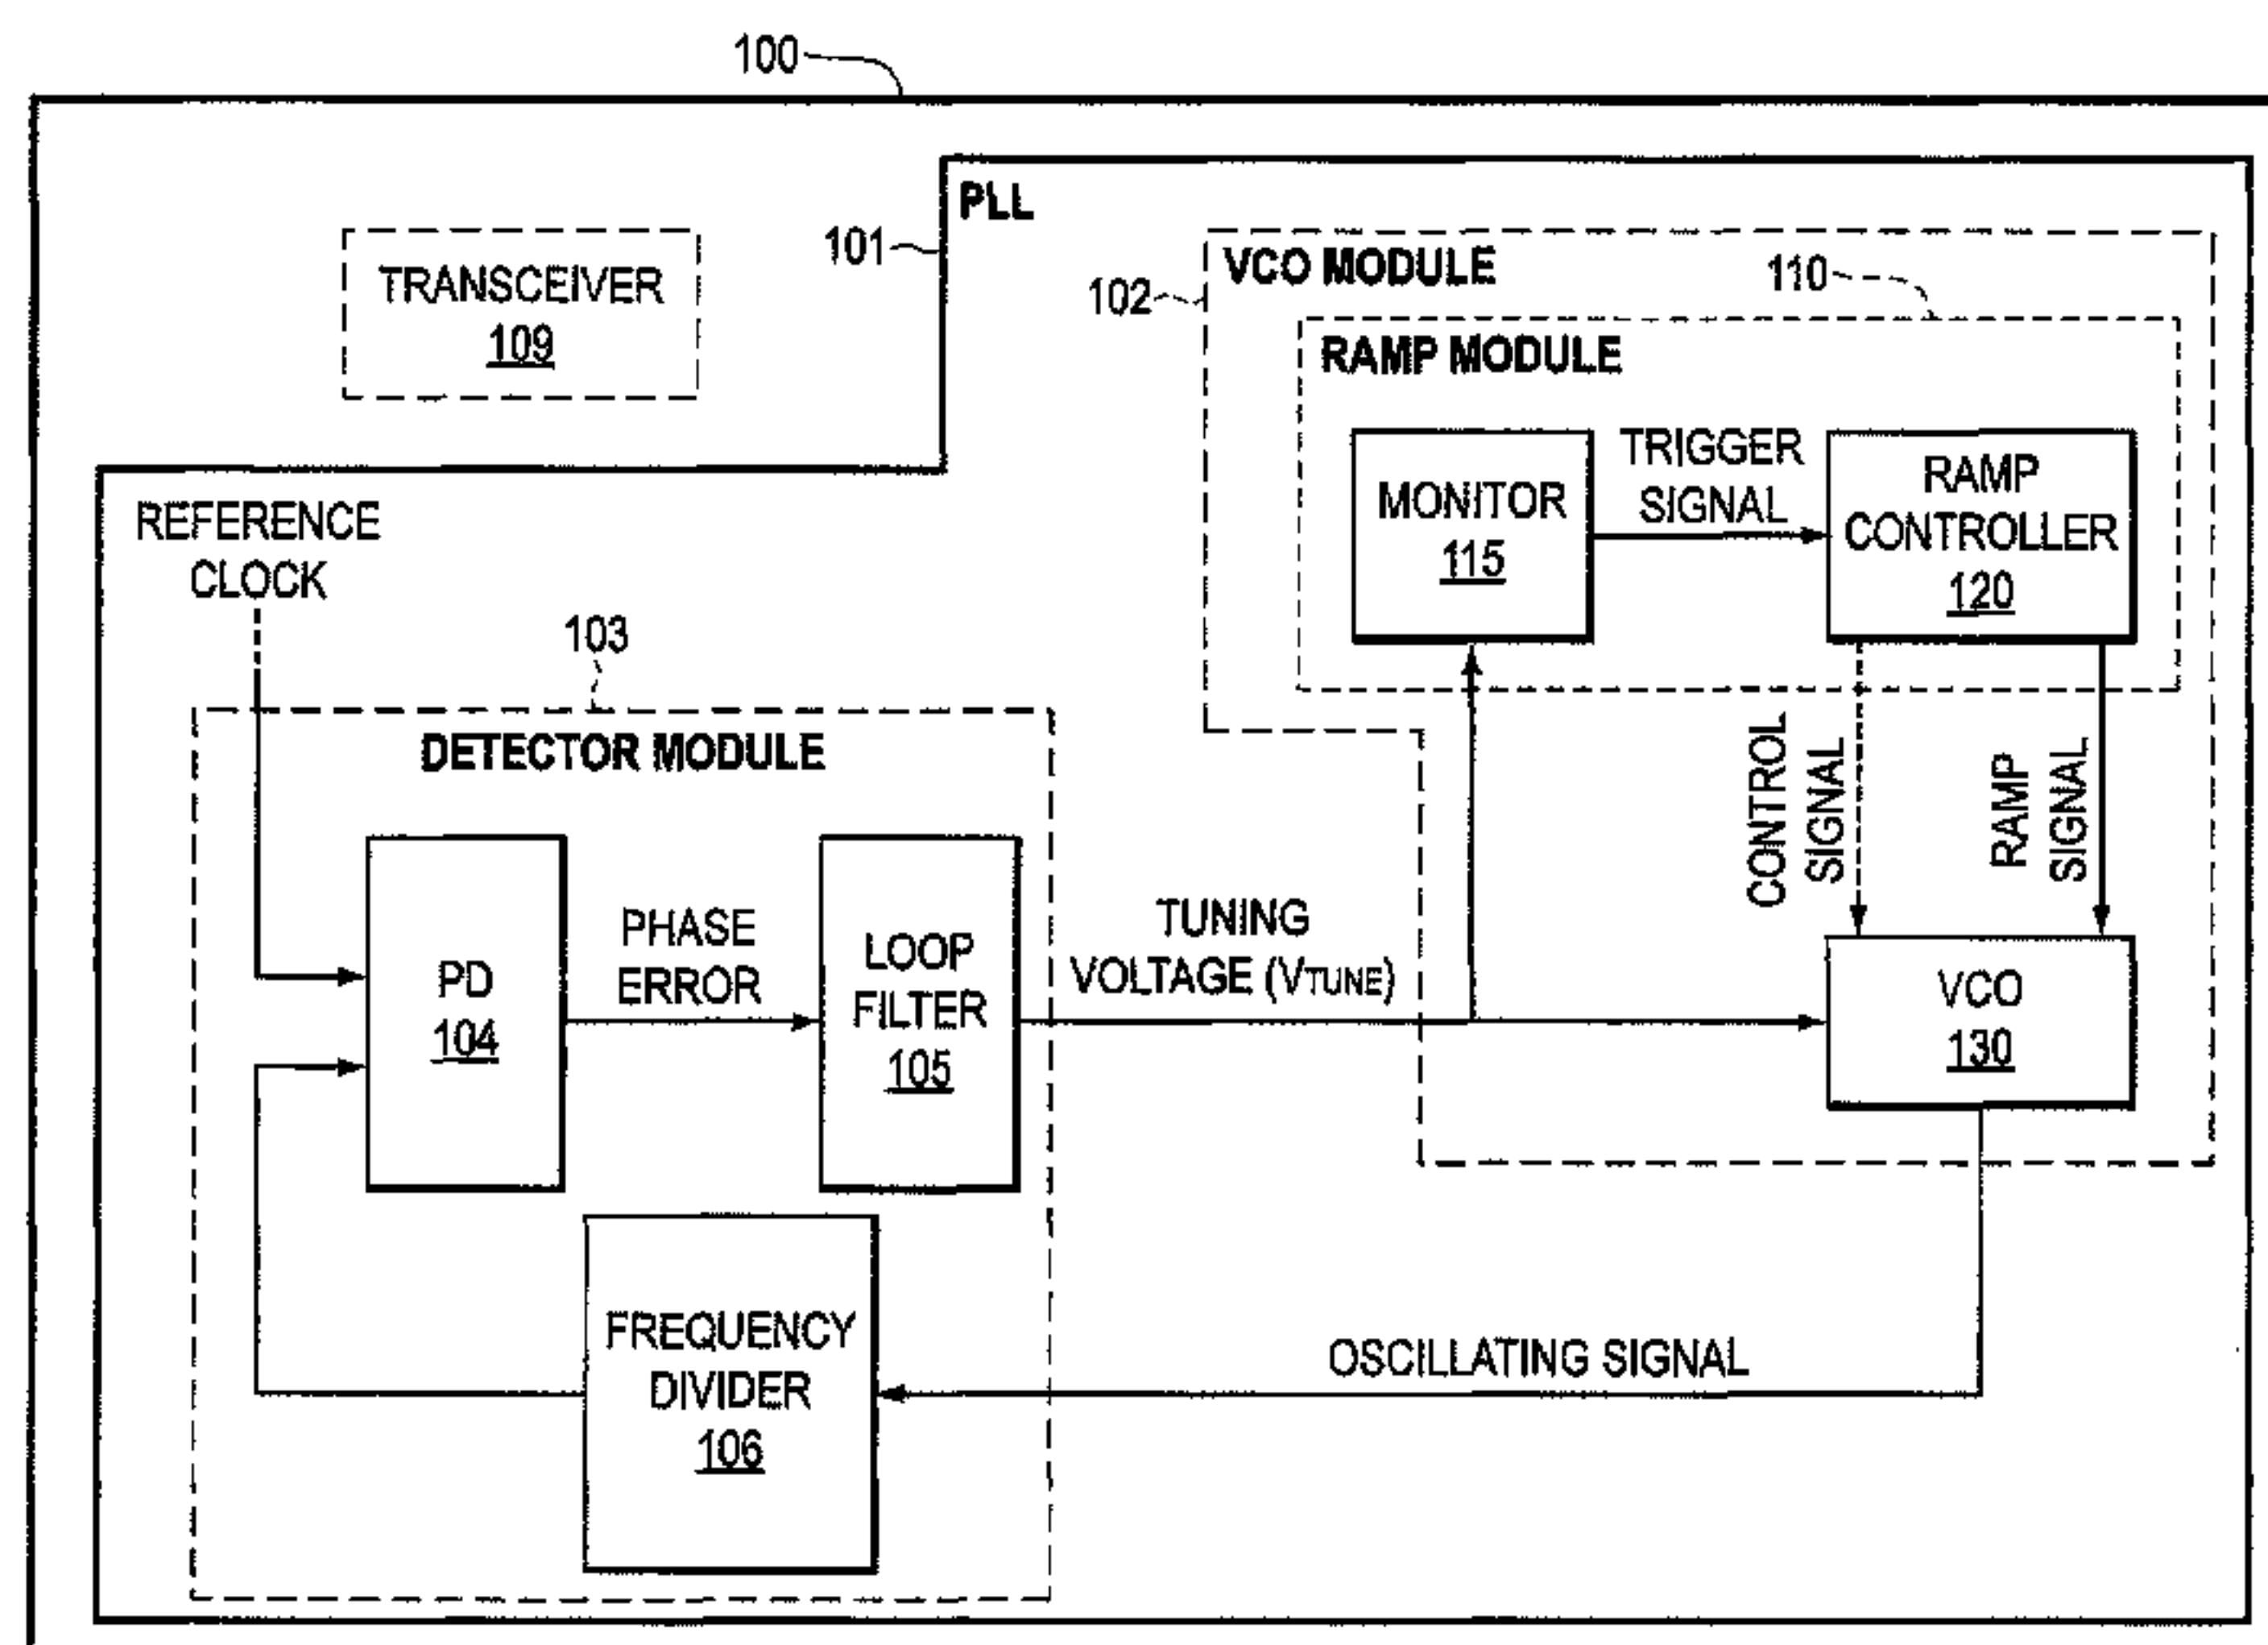 100
PLL
101
TRANSCEIVER
109
VCO MODULE
102
110
RAMP MODULE
MONITOR
115
TRIGGER
SIGNAL
RAMP
CONTROLLER
120
REFERENCE
CLOCK
103
DETECTOR MODULE
CONTROL
SIGNAL
RAMP
SIGNAL
PD
104
PHASE
ERROR
LOOP
FILTER
105
TUNING
VOLTAGE (VTUNE)
VCO
130
FREQUENCY
DIVIDER
106
OSCILLATING SIGNAL